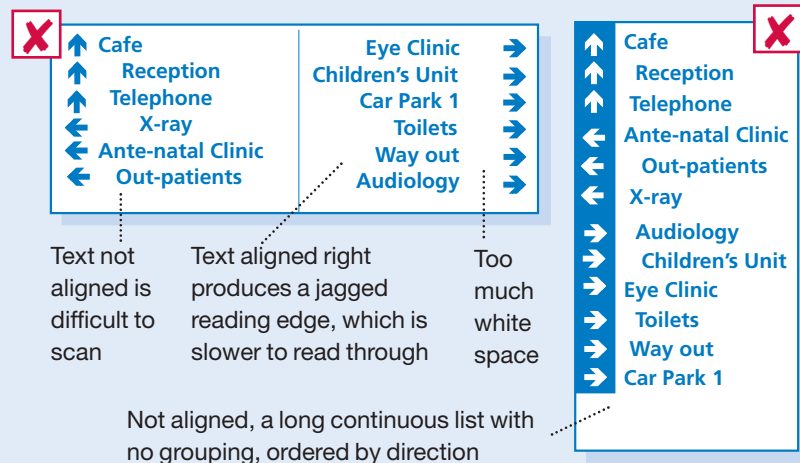 Cafe
Reception
Telephone
X-ray
Ante-natal Clinic
Out-patients
Eye Clinic
Children's Unit
Car Park 1
Toilets
Way out
Audiology
Text not
aligned is
difficult to
scan
Text aligned right
produces a jagged
reading edge, which is
slower to read through
Too
much
white
space
Cafe
Reception
Telephone
Ante-natal Clinic
Out-patients
X-ray
Audiology
Children's Unit
Eye Clinic
Toilets
Way out
Car Park 1
Not aligned, a long continuous list with
no grouping, ordered by direction